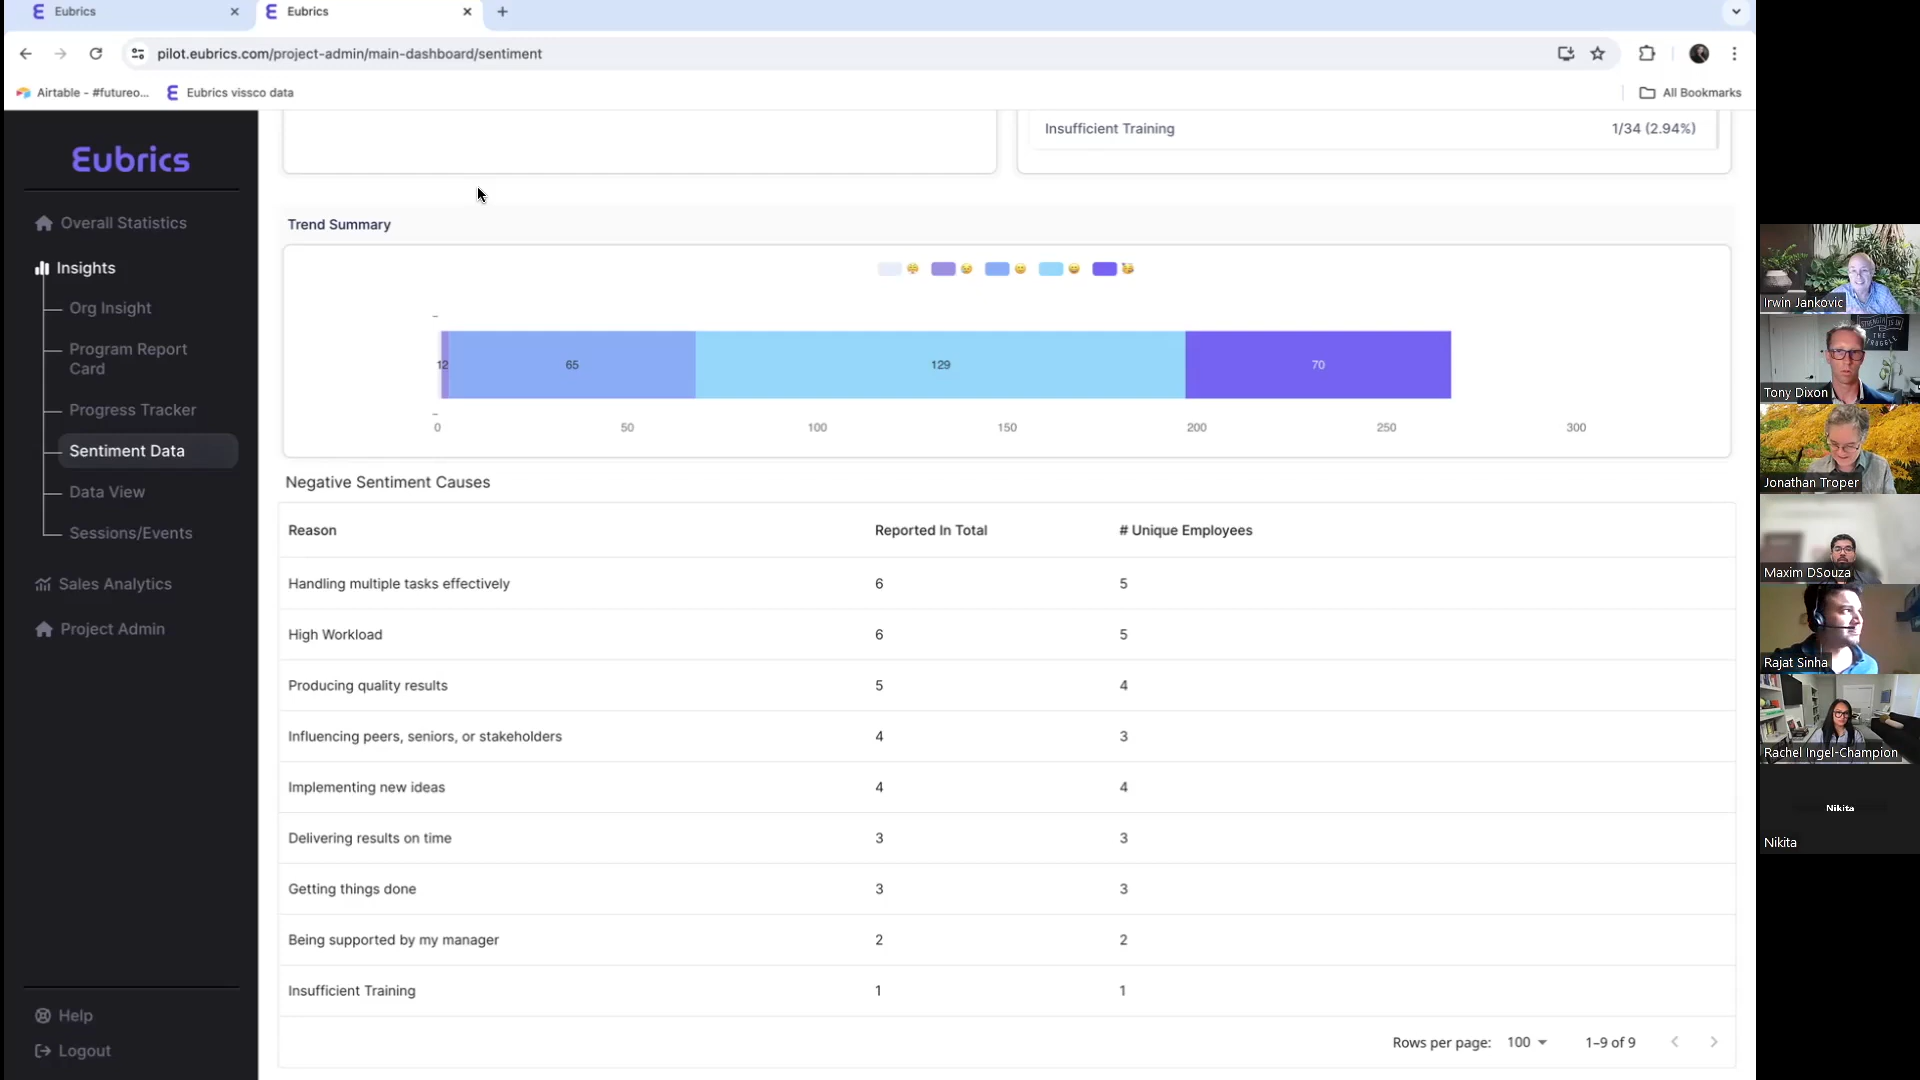 Eubrics
Eubrics
pilot.eubrics.com/project-admin/main-dashboard/sentiment
Airtable - #futureo...
Eubrics vissco data
All Bookmarks
Eubrics
Overall Statistics
Insights
Org Insight
Program Report
Card
Progress Tracker
Sentiment Data
Data View
Sessions/Events
Sales Analytics
Project Admin
Help
Logout
Insufficient Training 1/34 (2.94%)
Trend Summary
12 65 129 70
0 50 100 150 200 250 300
Negative Sentiment Causes
Reason Reported In Total # Unique Employees
Handling multiple tasks effectively 6 5
High Workload 6 5
Producing quality results 5 4
Influencing peers, seniors, or stakeholders 4 3
Implementing new ideas 4 4
Delivering results on time 3 3
Getting things done 3 3
Being supported by my manager 2 2
Insufficient Training 1 1
Rows per page: 100 1–9 of 9
Irwin Jankovic
STRENGTH IS IN
THE
STRUGGLE
Tony Dixon
Jonathan Troper
Maxim DSouza
Rajat Sinha
Rachel Ingel-Champion
Nikita
Nikita